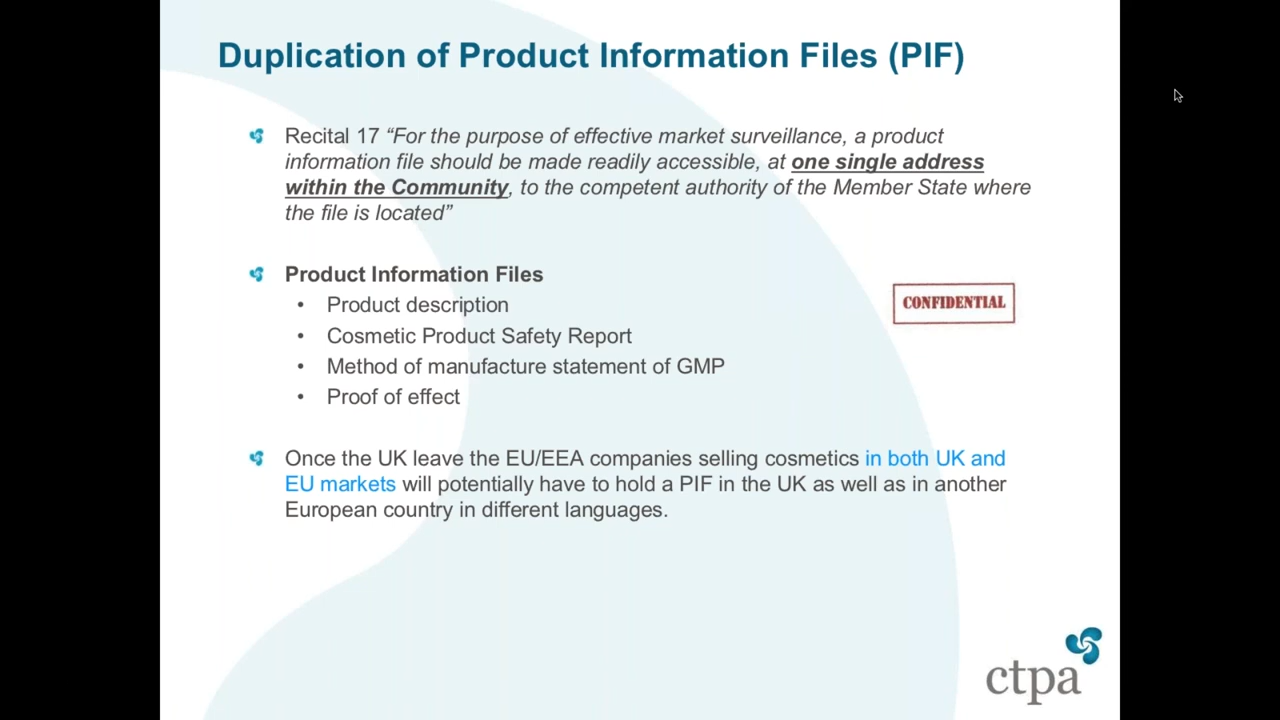 Duplication of Product Information Files (PIF)
Recital 17 “For the purpose of effective market surveillance, a product
information file should be made readily accessible, at one single address
within the Community, to the competent authority of the Member State where
the file is located”
Product Information Files
• Product description
• Cosmetic Product Safety Report
• Method of manufacture statement of GMP
• Proof of effect
CONFIDENTIAL
Once the UK leave the EU/EEA companies selling cosmetics in both UK and
EU markets will potentially have to hold a PIF in the UK as well as in another
European country in different languages.
ctpa